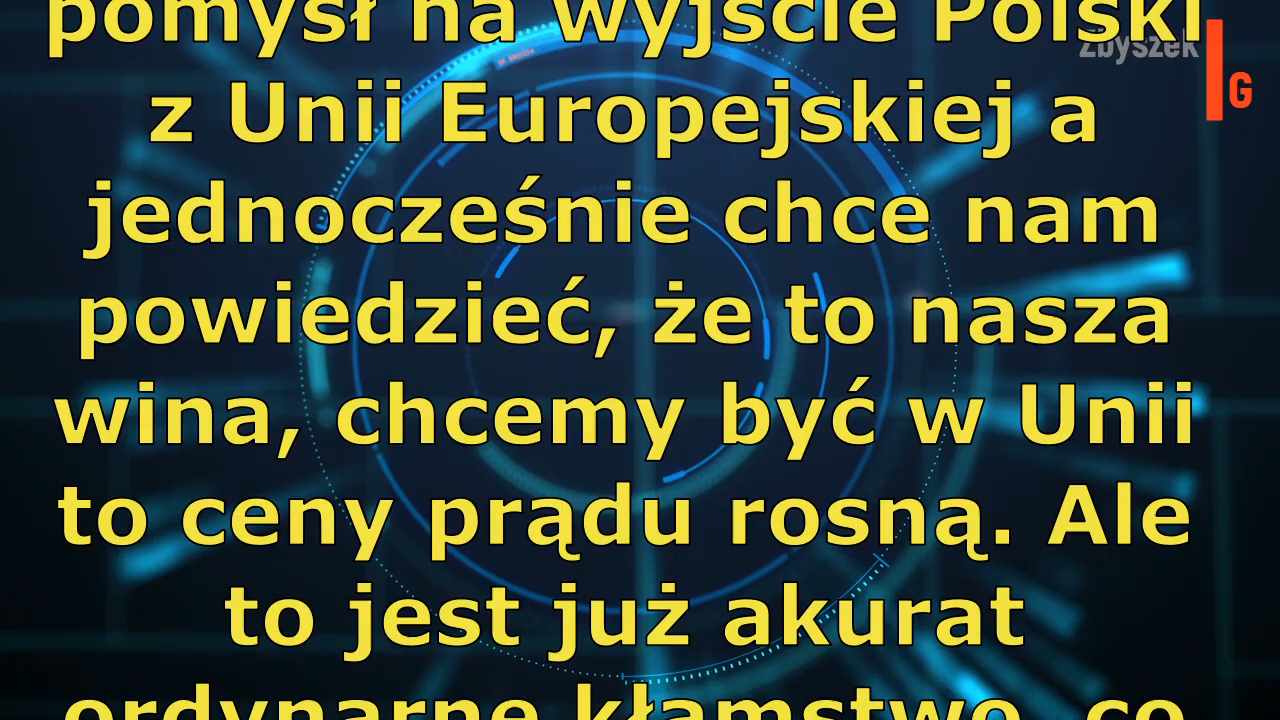 pomysł na wyjście Polski
zbyszek
G
z Unii Europejskiej a
jednocześnie chce nam
powiedzieć, że to nasza
wina, chcemy być w Unii
to ceny prądu rosną. Ale
to jest już akurat
ordynarne kłamstwo, co